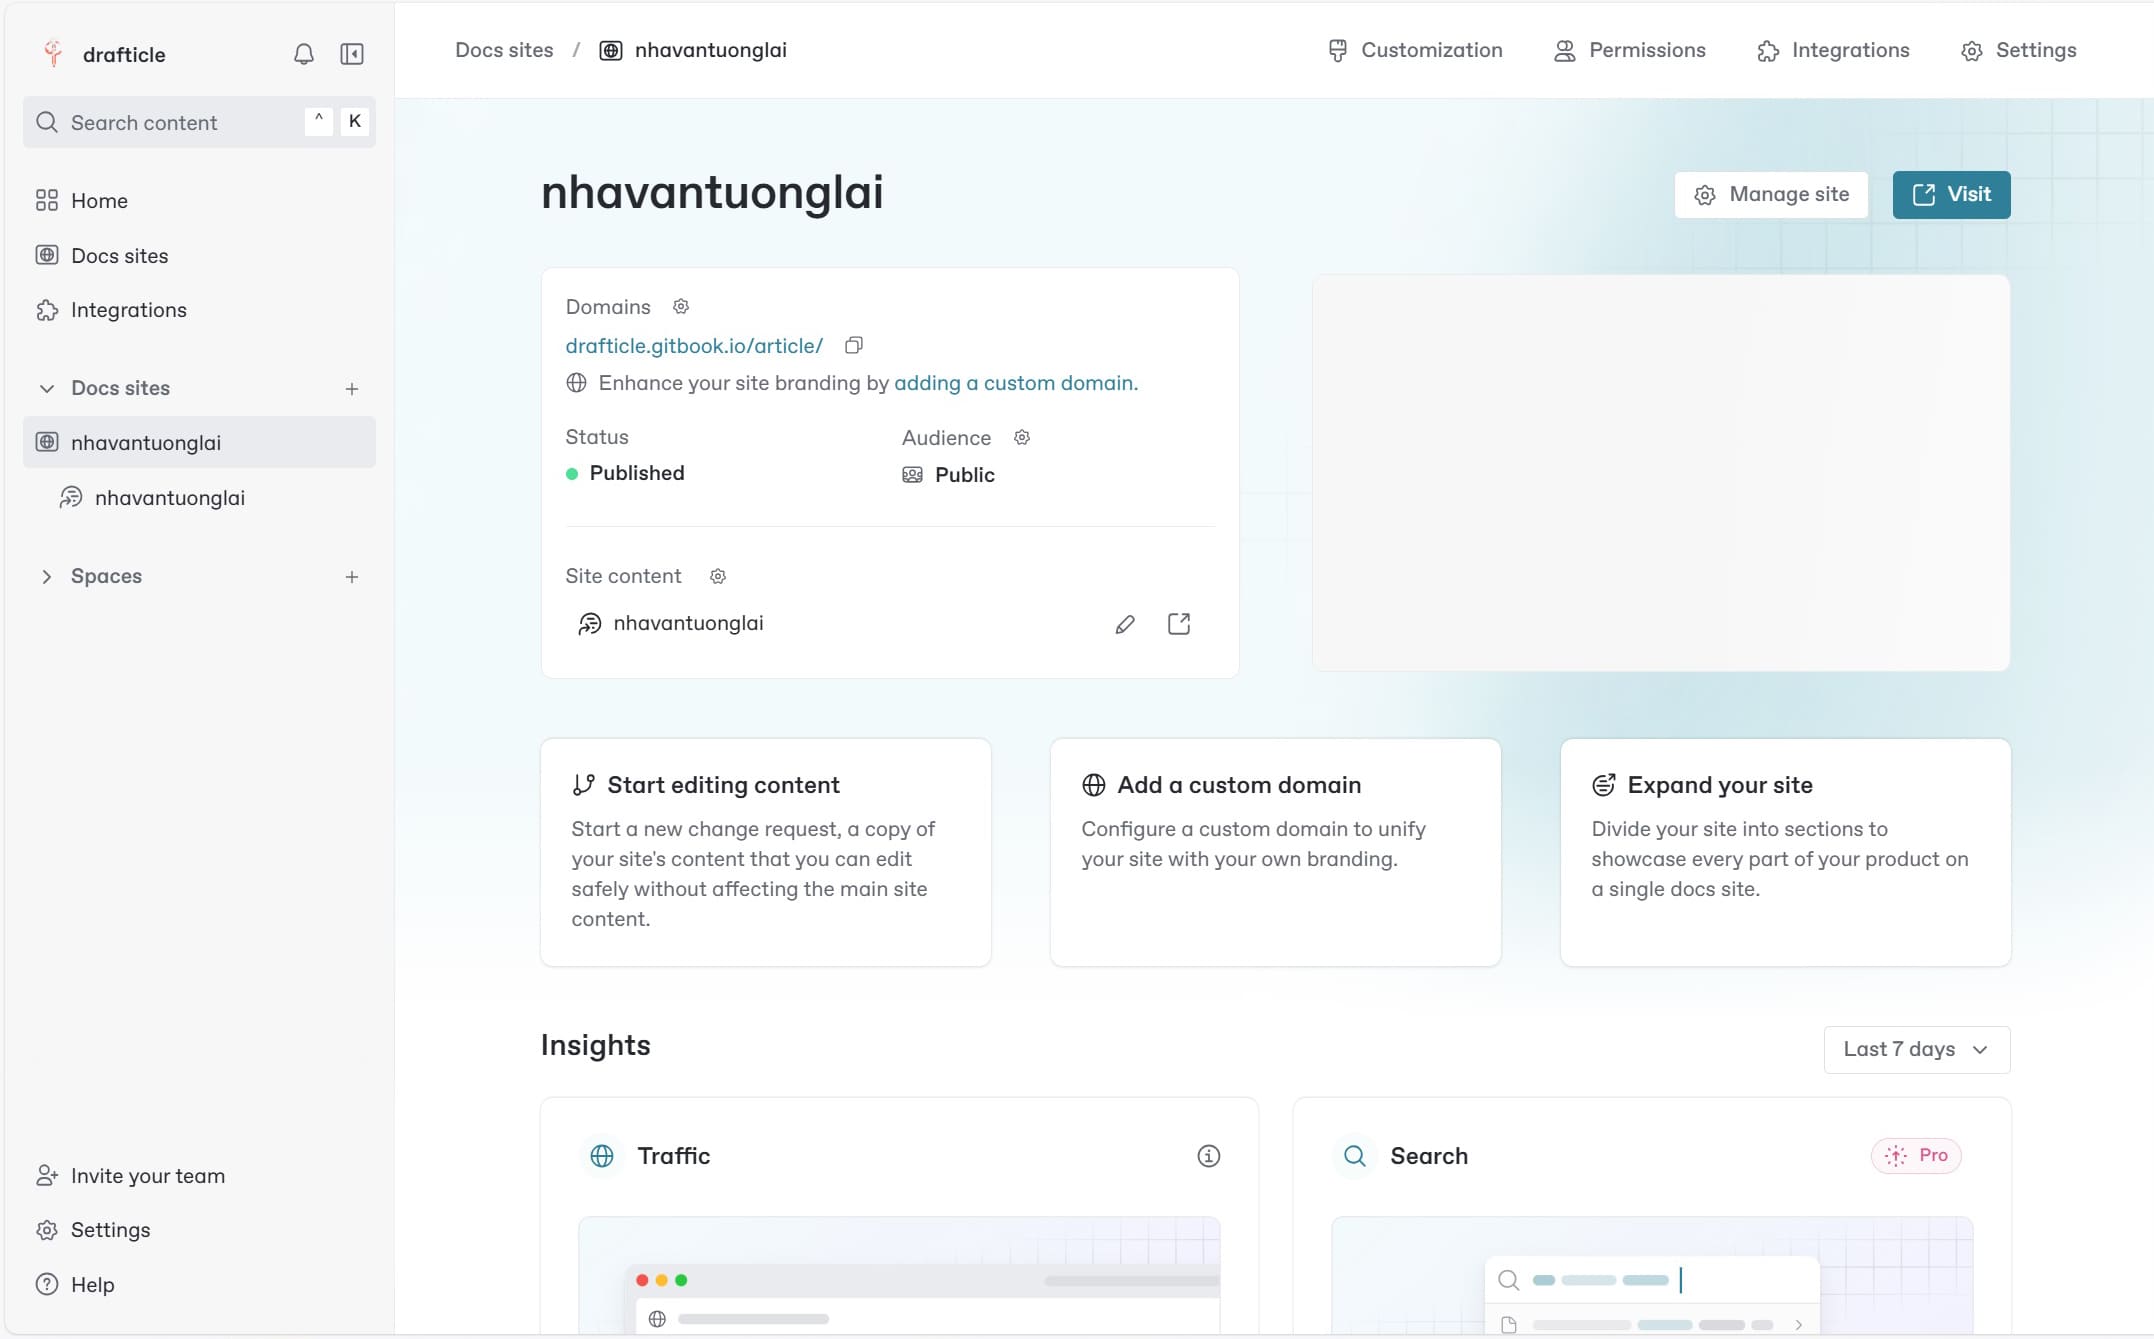 drafticle
Search content
^ K
Home
Docs sites
Integrations
Docs sites
nhavantuonglai
nhavantuonglai
Spaces
Invite your team
Settings
Help
Docs sites / nhavantuonglai
Customization
Permissions
Integrations
Settings
nhavantuonglai
Manage site
Visit
Domains
drafticle.gitbook.io/article/
Enhance your site branding by adding a custom domain.
Status
Published
Audience
Public
Site content
nhavantuonglai
Start editing content
Start a new change request, a copy of
your site's content that you can edit
safely without affecting the main site
content.
Add a custom domain
Configure a custom domain to unify
your site with your own branding.
Expand your site
Divide your site into sections to
showcase every part of your product on
a single docs site.
Insights
Last 7 days
Traffic
Search
Pro